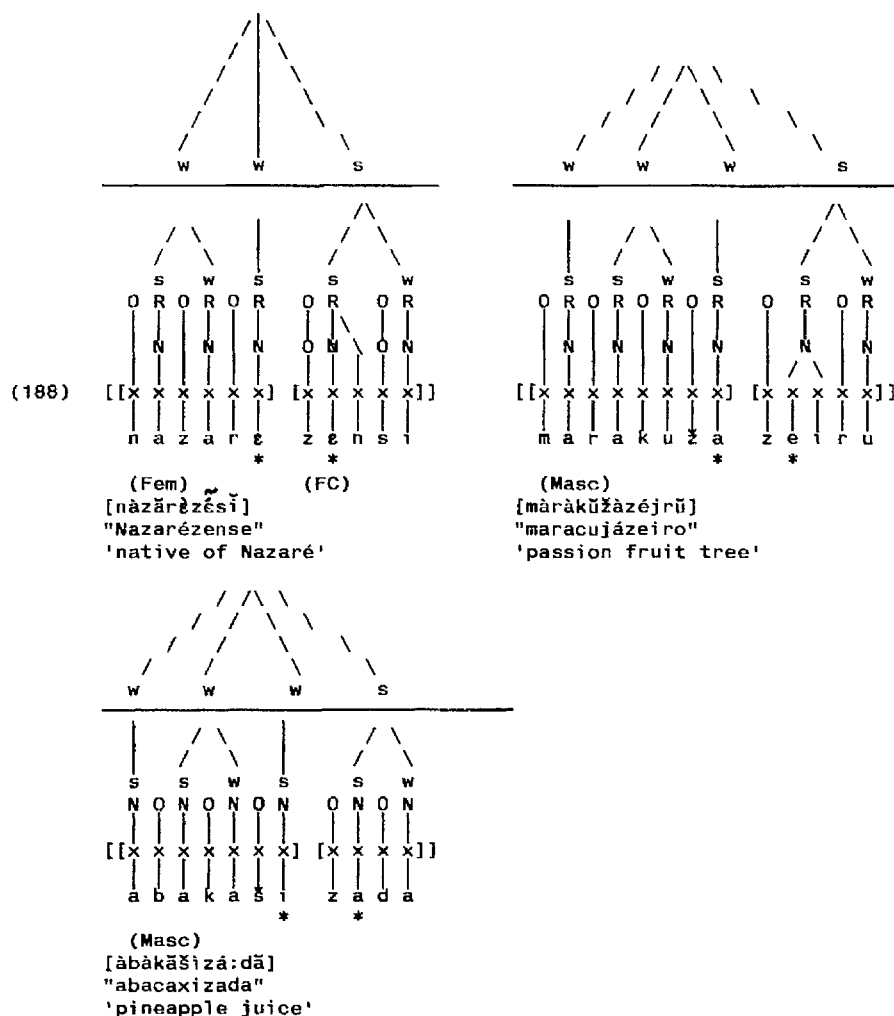 (188)
w w s
s w s s w
O R O R O R O R O R
N N N O N O N
[[x x x x x x] [x x x x x]]
n a z a r ɛ z ɛ n s i
* *
(Fem) (FC)
[nàzărɛ̀zɛ̃́sĭ]
"Nazarézense"
'native of Nazaré'
w w w s
s s w s s w
O R O R O R O R O R O R
N N N N N N
[[x x x x x x x x] [x x x x x]]
m a r a k u ž a z e i r u
* *
(Masc)
[màràkŭžàzéjrŭ]
"maracujázeiro"
'passion fruit tree'
w w w s
s s w s s w
N O N O N O N O N O N
[[x x x x x x x] [x x x x]]
a b a k a š i z a d a
* *
(Masc)
[àbàkăšìzá:dă]
"abacaxizada"
'pineapple juice'